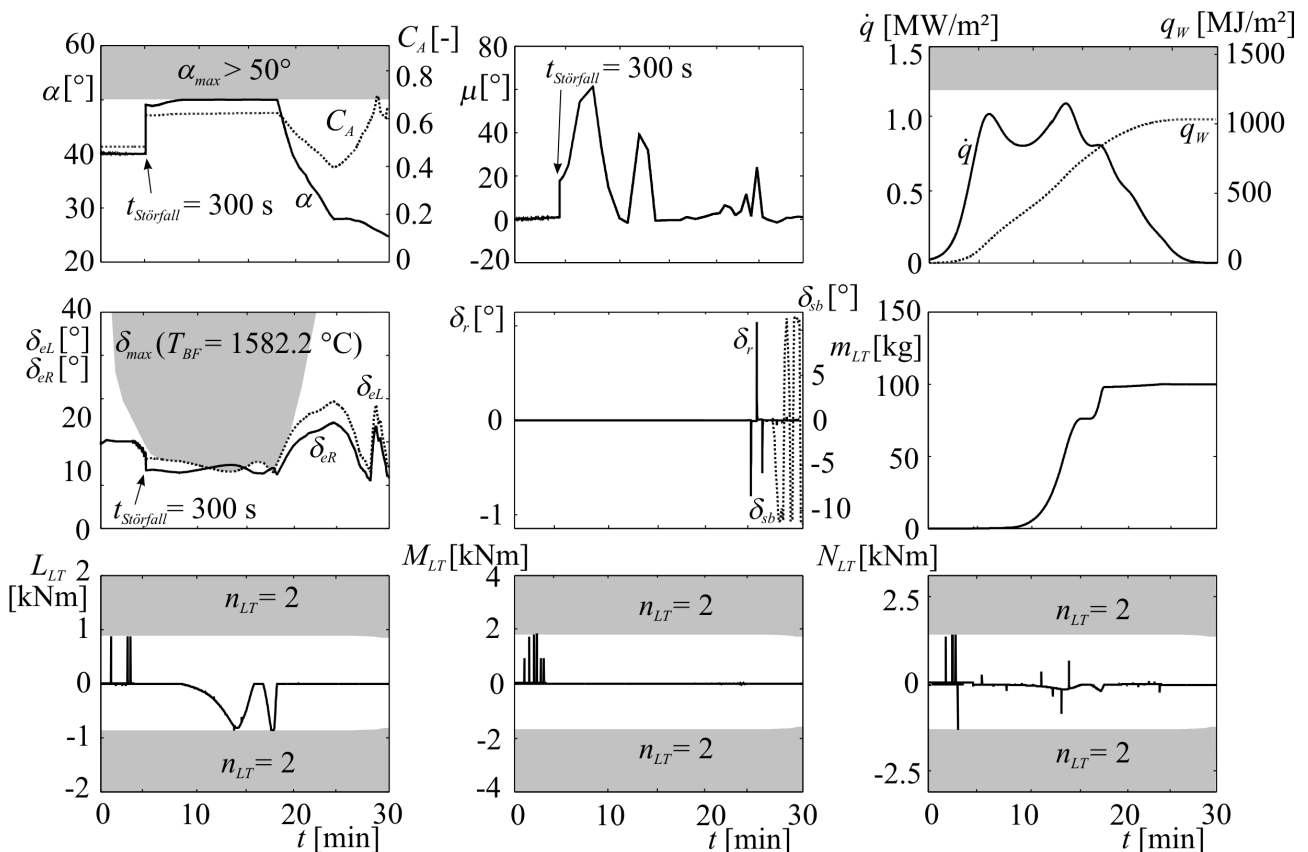 α [°]
60
50
40
30
20
α_max > 50°
C_A [-]
0.8
0.6
0.4
0.2
0
C_A
α
t_Störfall = 300 s
μ [°]
80
60
40
20
0
-20
t_Störfall = 300 s
q̇ [MW/m²]
q_W [MJ/m²]
1.5
1.0
0.5
0
1500
1000
500
0
q̇
q_W
δ_eL [°]
δ_eR [°]
40
20
10
0
δ_max (T_BF = 1582.2 °C)
δ_eL
δ_eR
t_Störfall = 300 s
δ_r [°]
0
-1
δ_sb [°]
5
0
-5
-10
δ_r
δ_sb
m_LT [kg]
150
100
50
0
L_LT
[kNm]
2
1
0
-1
-2
n_LT = 2
n_LT = 2
0
10
20
30
t [min]
M_LT [kNm]
4
2
0
-2
-4
n_LT = 2
n_LT = 2
0
10
20
30
t [min]
N_LT [kNm]
2.5
0
-2.5
n_LT = 2
n_LT = 2
0
10
20
30
t [min]